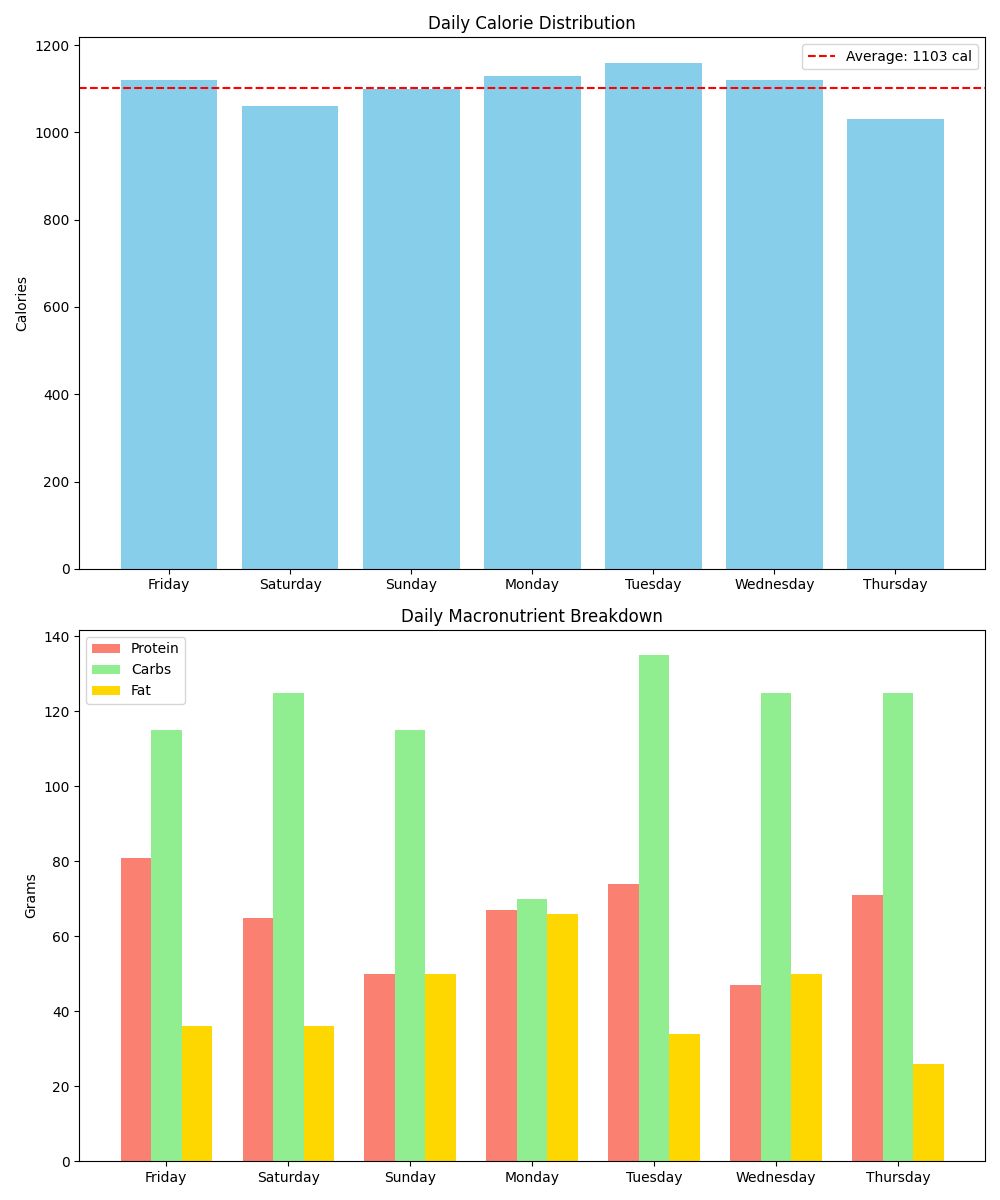 Daily Calorie Distribution
1200
1000
800
600
400
200
0
Calories
Average: 1103 cal
Friday Saturday Sunday Monday Tuesday Wednesday Thursday
Daily Macronutrient Breakdown
140
120
100
80
60
40
20
0
Grams
Protein
Carbs
Fat
Friday Saturday Sunday Monday Tuesday Wednesday Thursday